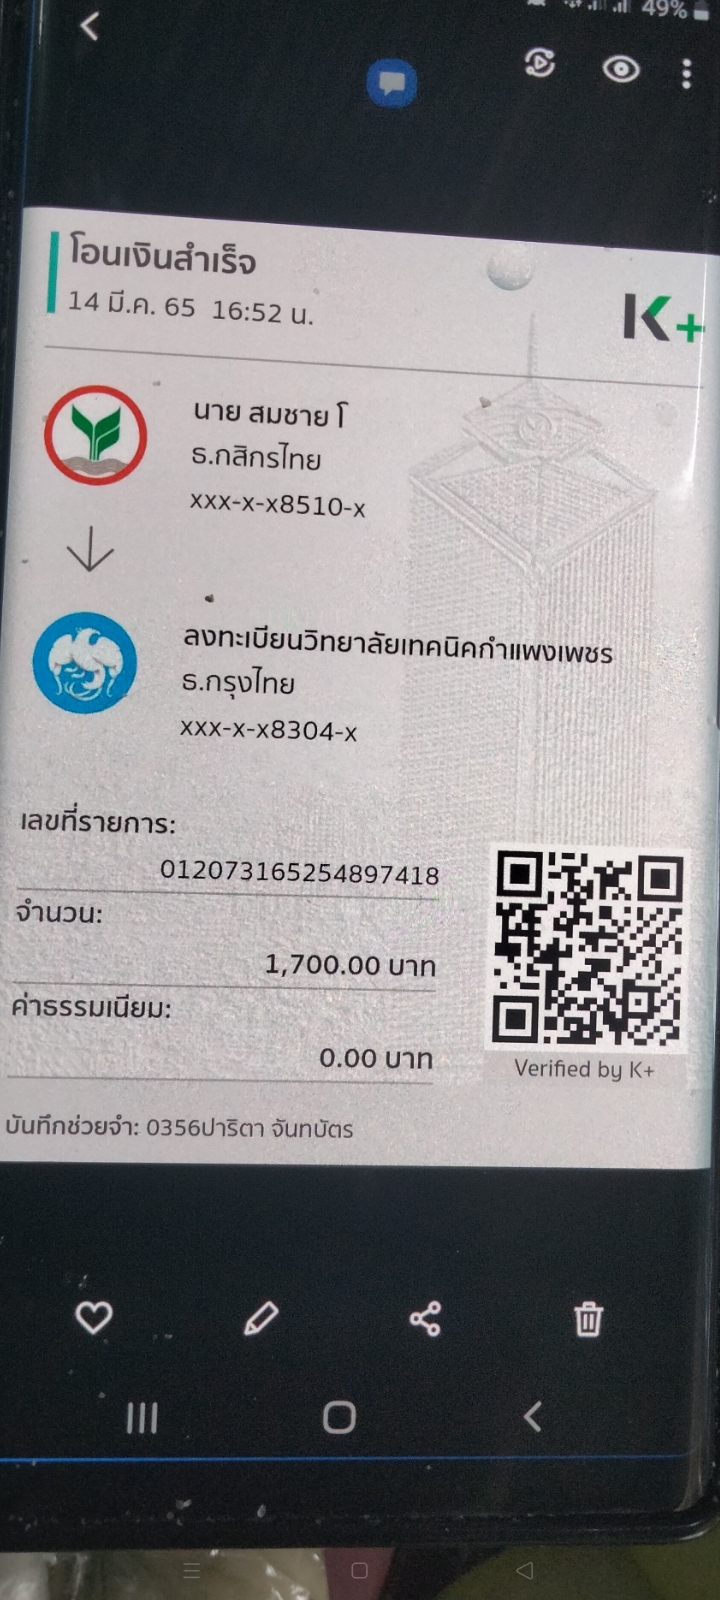 49%
โอนเงินสำเร็จ
14 มี.ค. 65 16:52 น.
K+
นาย สมชาย โ
ธ.กสิกรไทย
xxx-x-x8510-x
ลงทะเบียนวิทยาลัยเทคนิคกำแพงเพชร
ธ.กรุงไทย
xxx-x-x8304-x
เลขที่รายการ:
012073165254897418
จำนวน:
1,700.00 บาท
ค่าธรรมเนียม:
0.00 บาท
Verified by K+
บันทึกช่วยจำ: 0356ปาริตา จันทบัตร